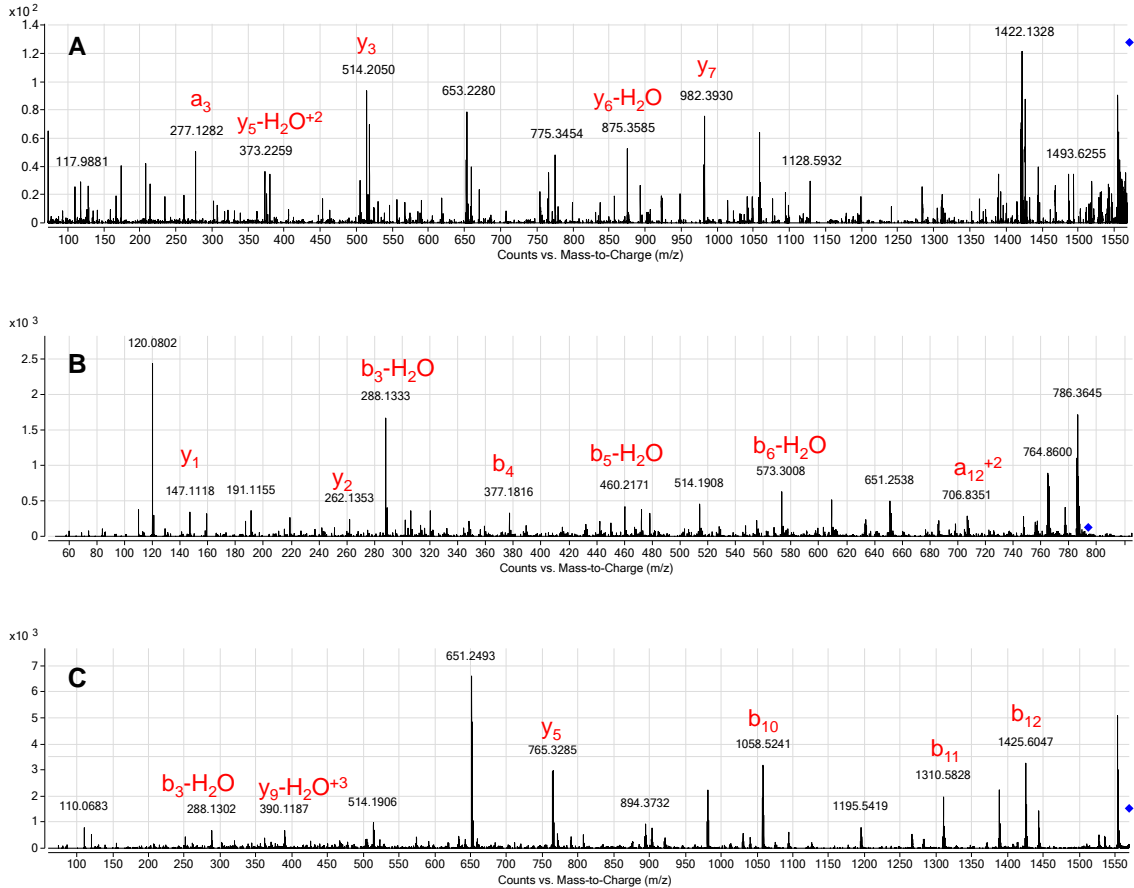 x10 2
1.4
1.2
1
0.8
0.6
0.4
0.2
0
A
a3
277.1282
y5-H2O+2
373.2259
y3
514.2050
653.2280
775.3454
y6-H2O
875.3585
y7
982.3930
1128.5932
1422.1328
1493.6255
117.9881
100 150 200 250 300 350 400 450 500 550 600 650 700 750 800 850 900 950 1000 1050 1100 1150 1200 1250 1300 1350 1400 1450 1500 1550
Counts vs. Mass-to-Charge (m/z)
x10 3
2.5
2
1.5
1
0.5
0
B
120.0802
y1
147.1118
191.1155
y2
262.1353
b3-H2O
288.1333
b4
377.1816
b5-H2O
460.2171
514.1908
b6-H2O
573.3008
651.2538
a12+2
706.8351
764.8600
786.3645
60 80 100 120 140 160 180 200 220 240 260 280 300 320 340 360 380 400 420 440 460 480 500 520 540 560 580 600 620 640 660 680 700 720 740 760 780 800
Counts vs. Mass-to-Charge (m/z)
x10 3
7
6
5
4
3
2
1
0
C
110.0683
b3-H2O
288.1302
y9-H2O+3
390.1187
514.1906
651.2493
y5
765.3285
894.3732
b10
1058.5241
1195.5419
b11
1310.5828
b12
1425.6047
100 150 200 250 300 350 400 450 500 550 600 650 700 750 800 850 900 950 1000 1050 1100 1150 1200 1250 1300 1350 1400 1450 1500 1550
Counts vs. Mass-to-Charge (m/z)